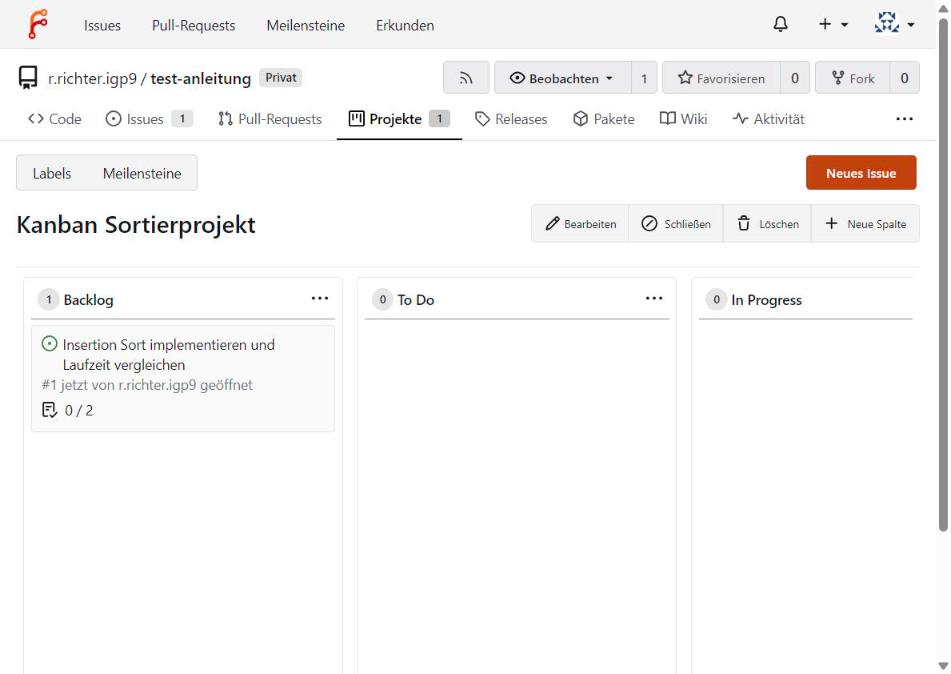 Issues Pull-Requests Meilensteine Erkunden
r.richter.igp9 / test-anleitung Privat
Beobachten 1 Favorisieren 0 Fork 0
Code Issues 1 Pull-Requests Projekte 1 Releases Pakete Wiki Aktivität
Labels Meilensteine Neues Issue
Kanban Sortierprojekt
Bearbeiten Schließen Löschen Neue Spalte
1 Backlog
Insertion Sort implementieren und
Laufzeit vergleichen
#1 jetzt von r.richter.igp9 geöffnet
0 / 2
0 To Do
0 In Progress